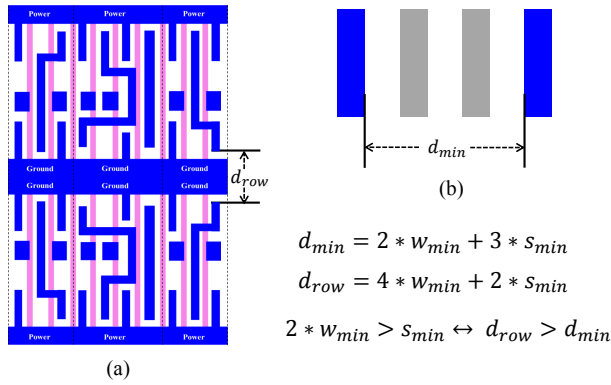 Power Power Power
Ground Ground Ground
Ground Ground Ground
Power Power Power
(a)
d_row
d_min
(b)
d_min = 2 * w_min + 3 * s_min
d_row = 4 * w_min + 2 * s_min
2 * w_min > s_min ↔ d_row > d_min